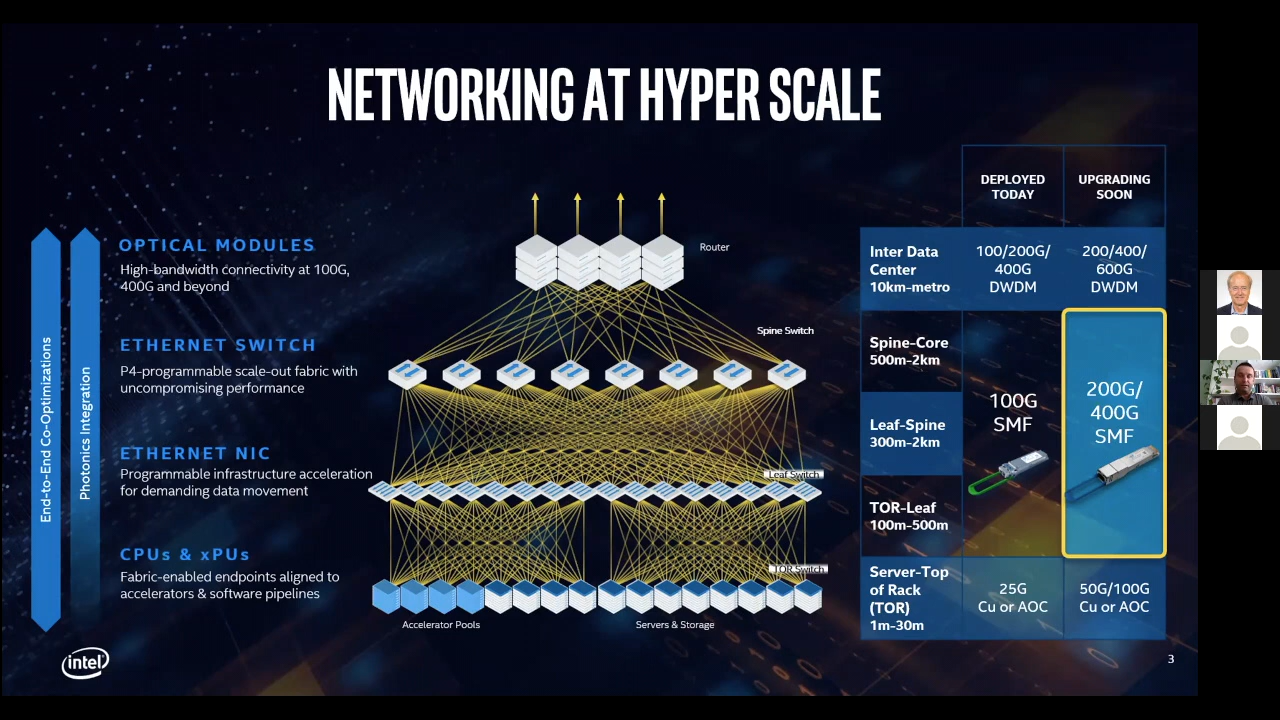 NETWORKING AT HYPER SCALE
End-to-End Co-Optimizations
Photonics Integration
OPTICAL MODULES
High-bandwidth connectivity at 100G,
400G and beyond
ETHERNET SWITCH
P4-programmable scale-out fabric with
uncompromising performance
ETHERNET NIC
Programmable infrastructure acceleration
for demanding data movement
CPUs & xPUs
Fabric-enabled endpoints aligned to
accelerators & software pipelines
Router
Spine Switch
Leaf Switch
TOR Switch
Accelerator Pools
Servers & Storage
DEPLOYED
TODAY
UPGRADING
SOON
Inter Data
Center
10km-metro
100/200G/
400G
DWDM
200/400/
600G
DWDM
Spine-Core
500m-2km
Leaf-Spine
300m-2km
TOR-Leaf
100m-500m
100G
SMF
200G/
400G
SMF
Server-Top
of Rack
(TOR)
1m-30m
25G
Cu or AOC
50G/100G
Cu or AOC
intel
3